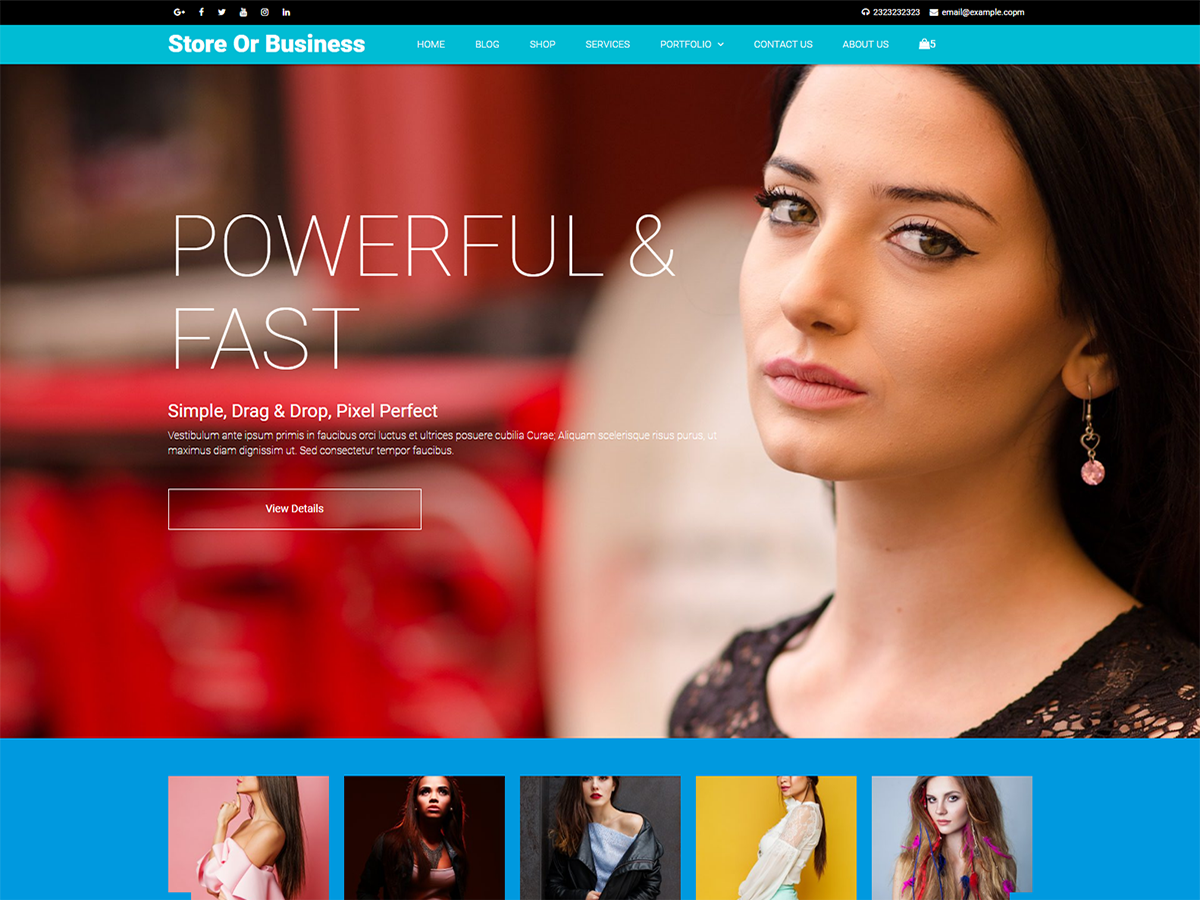 2323232323 email@example.copm
Store Or Business HOME BLOG SHOP SERVICES PORTFOLIO CONTACT US ABOUT US 5
POWERFUL &
FAST
Simple, Drag & Drop, Pixel Perfect
Vestibulum ante ipsum primis in faucibus orci luctus et ultrices posuere cubilia Curae; Aliquam scelerisque risus purus, ut
maximus diam dignissim ut. Sed consectetur tempor faucibus.
View Details